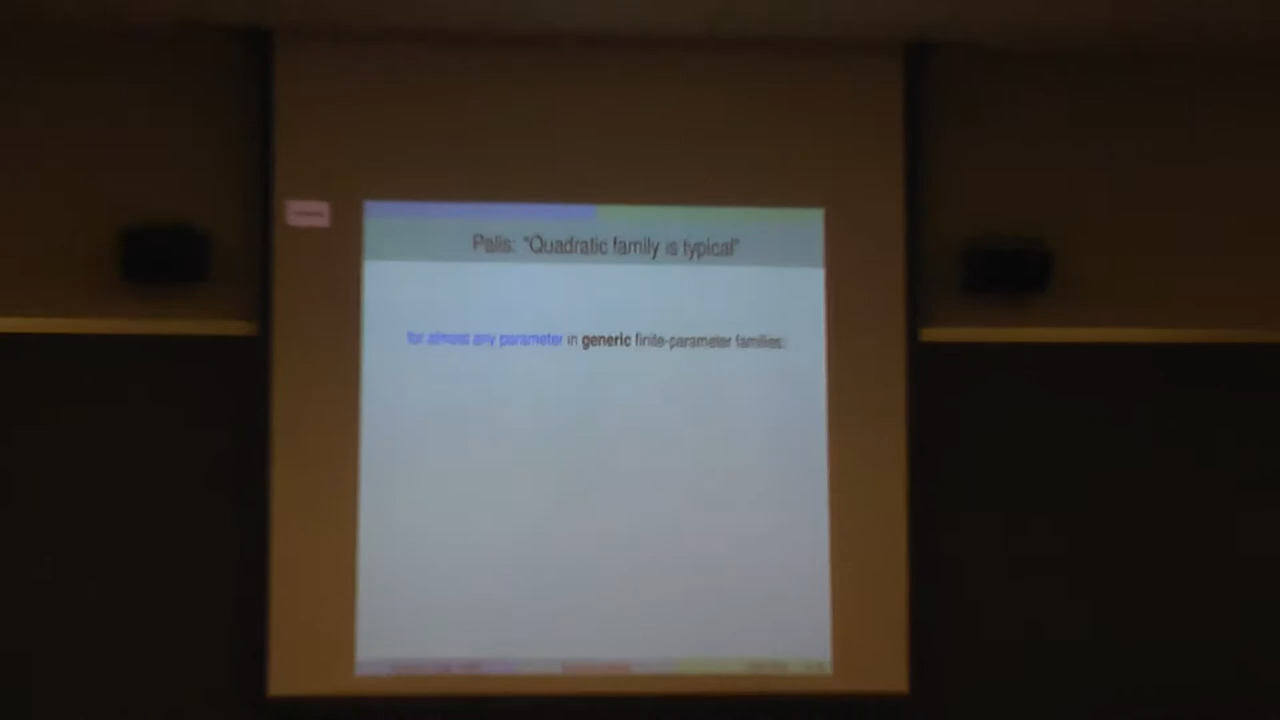 Palis: "Quadratic family is typical"
for almost any parameter in generic finite-parameter families: